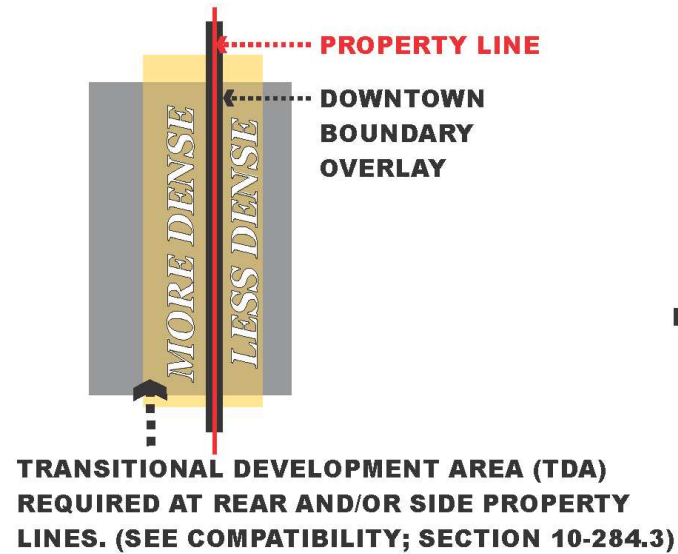 PROPERTY LINE
DOWNTOWN
BOUNDARY
OVERLAY
MORE DENSE
LESS DENSE
TRANSITIONAL DEVELOPMENT AREA (TDA)
REQUIRED AT REAR AND/OR SIDE PROPERTY
LINES. (SEE COMPATIBILITY; SECTION 10-284.3)